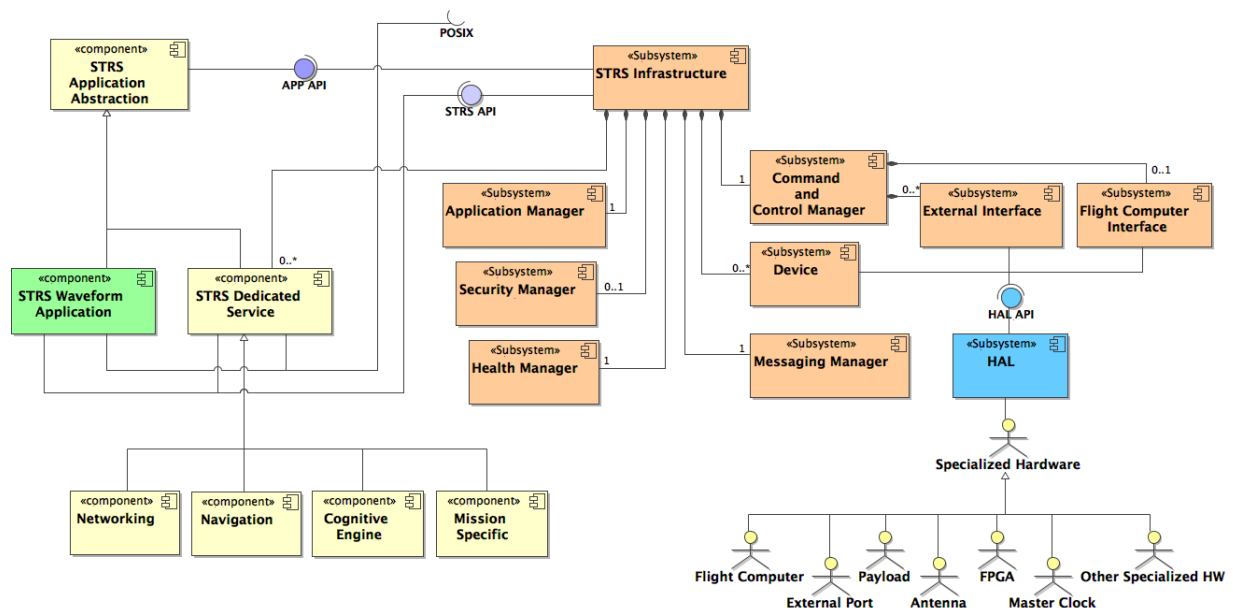 POSIX
«component»
STRS
Application
Abstraction
APP API
STRS API
«Subsystem»
STRS Infrastructure
«Subsystem»
Application Manager
1
«Subsystem»
Security Manager
0..1
«Subsystem»
Health Manager
1
«Subsystem»
Command
and
Control Manager
1
0..1
0..*
«Subsystem»
External Interface
«Subsystem»
Flight Computer
Interface
«Subsystem»
Device
0..*
HAL API
«Subsystem»
Messaging Manager
1
«Subsystem»
HAL
«component»
STRS Waveform
Application
0..*
«component»
STRS Dedicated
Service
«component»
Networking
«component»
Navigation
«component»
Cognitive
Engine
«component»
Mission
Specific
Specialized Hardware
Flight Computer
External Port
Payload
Antenna
FPGA
Master Clock
Other Specialized HW